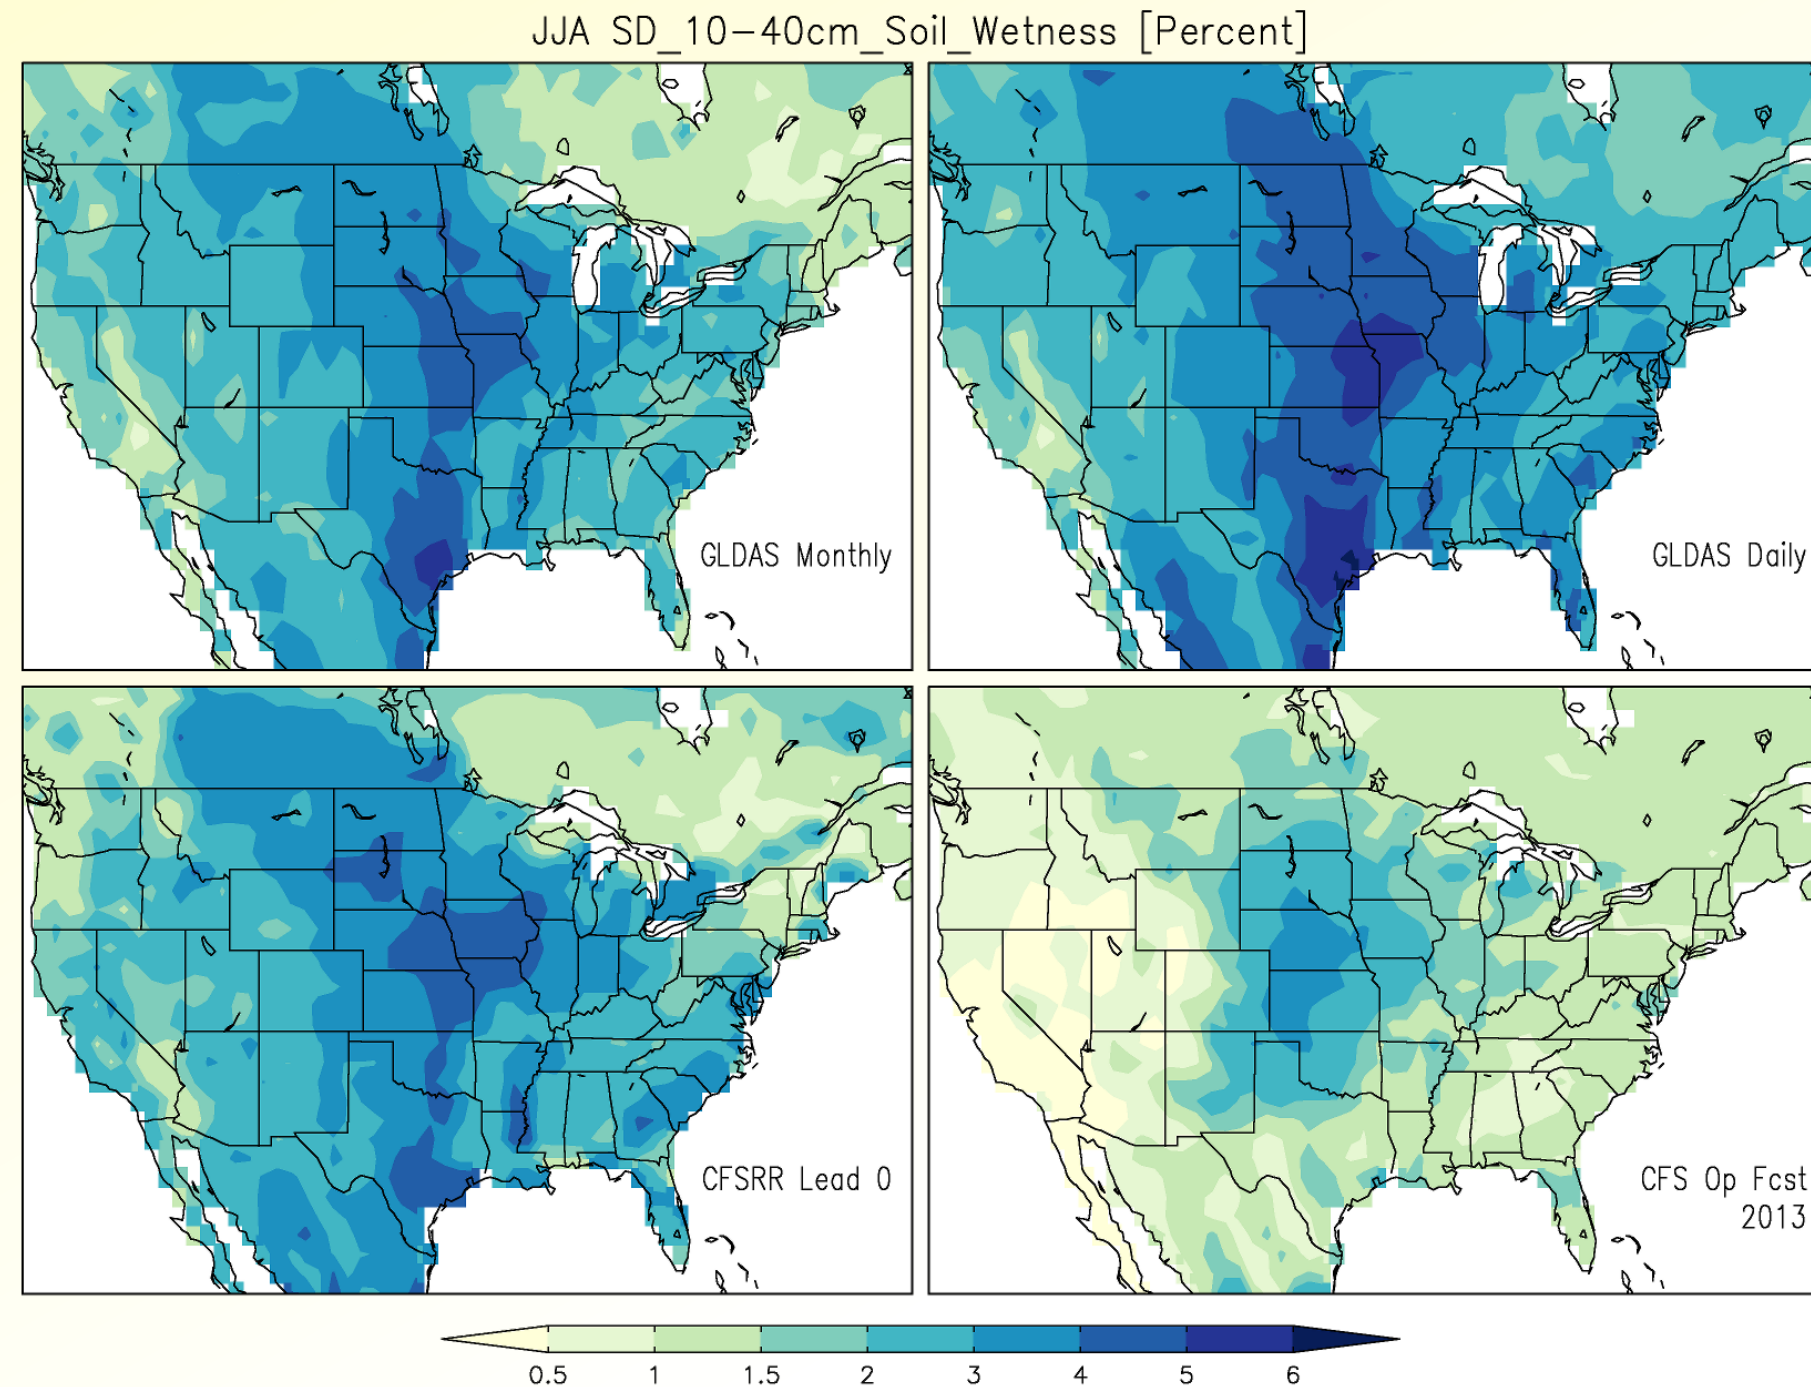 JJA SD_10-40cm_Soil_Wetness [Percent]
GLDAS Monthly
GLDAS Daily
CFSRR Lead 0
CFS Op Fcst
2013
0.5 1 1.5 2 3 4 5 6